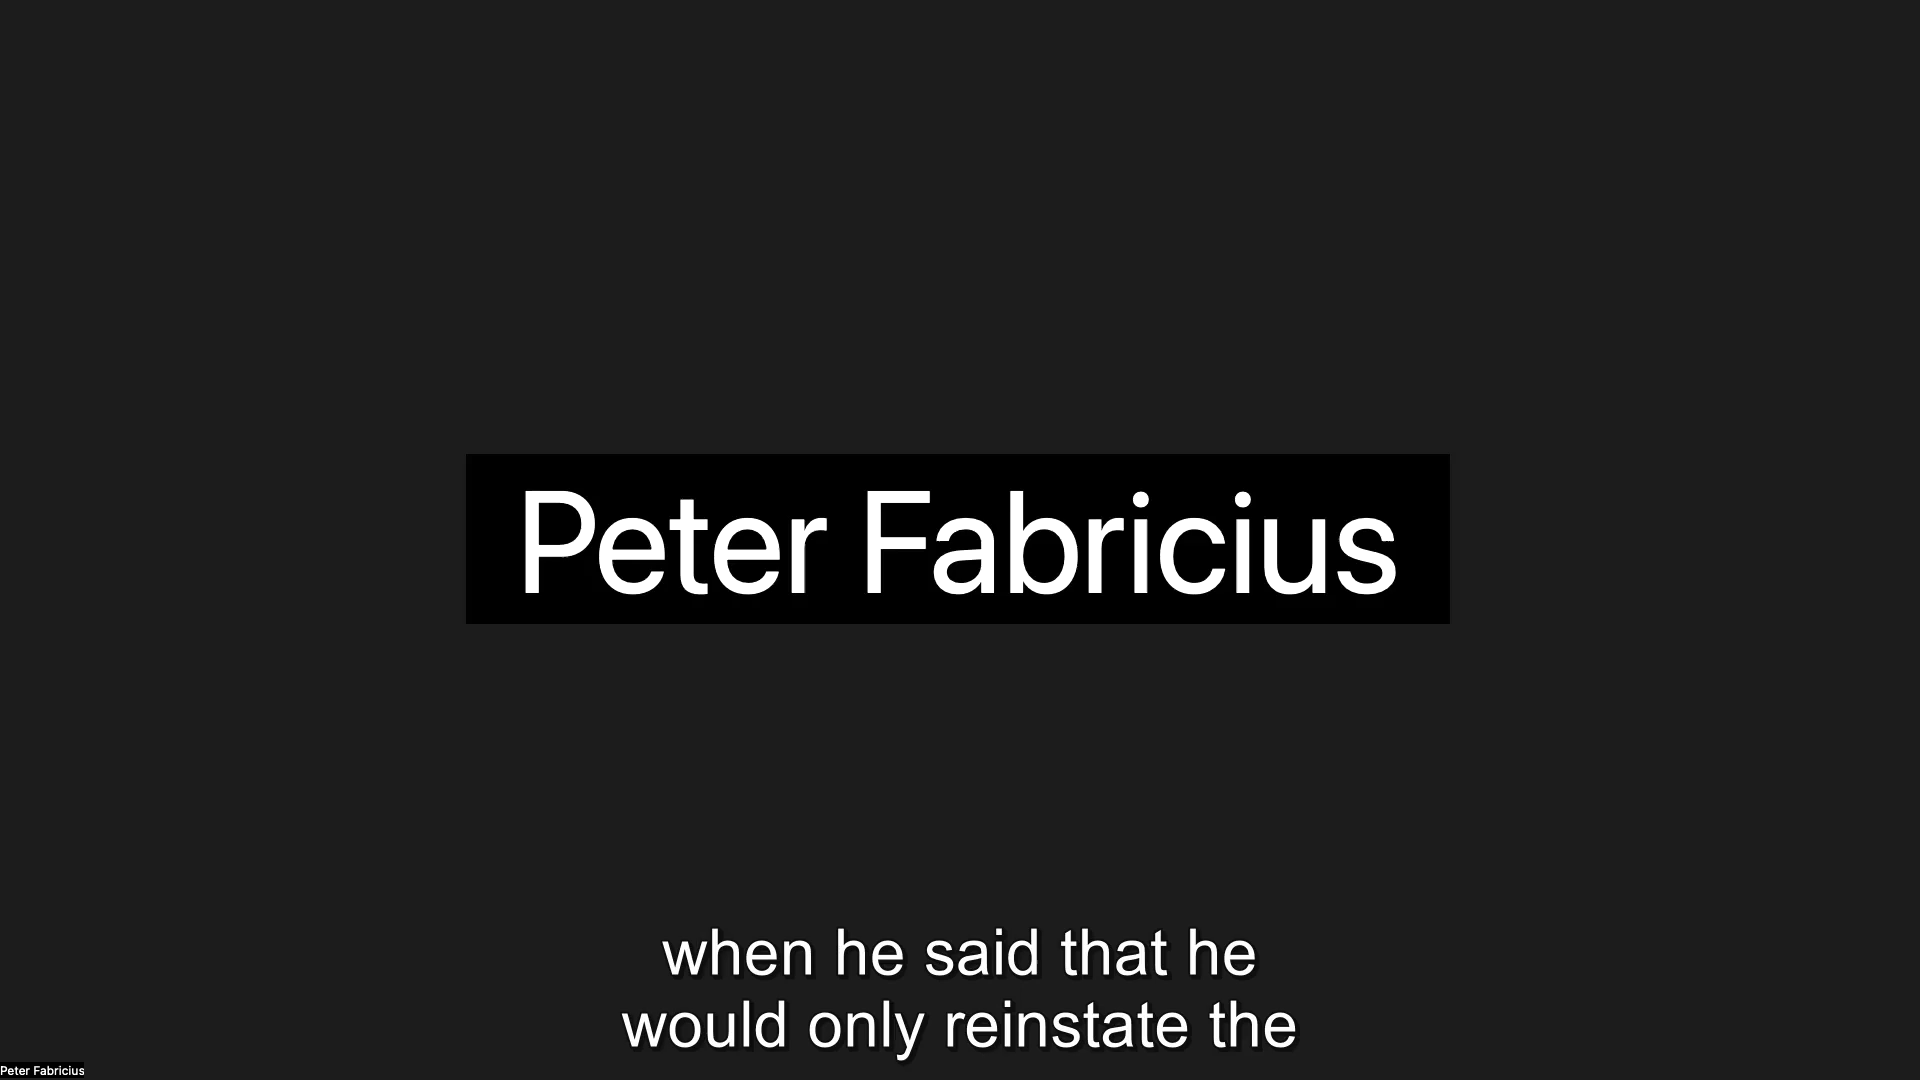 Peter Fabricius
when he said that he
would only reinstate the
Peter Fabricius